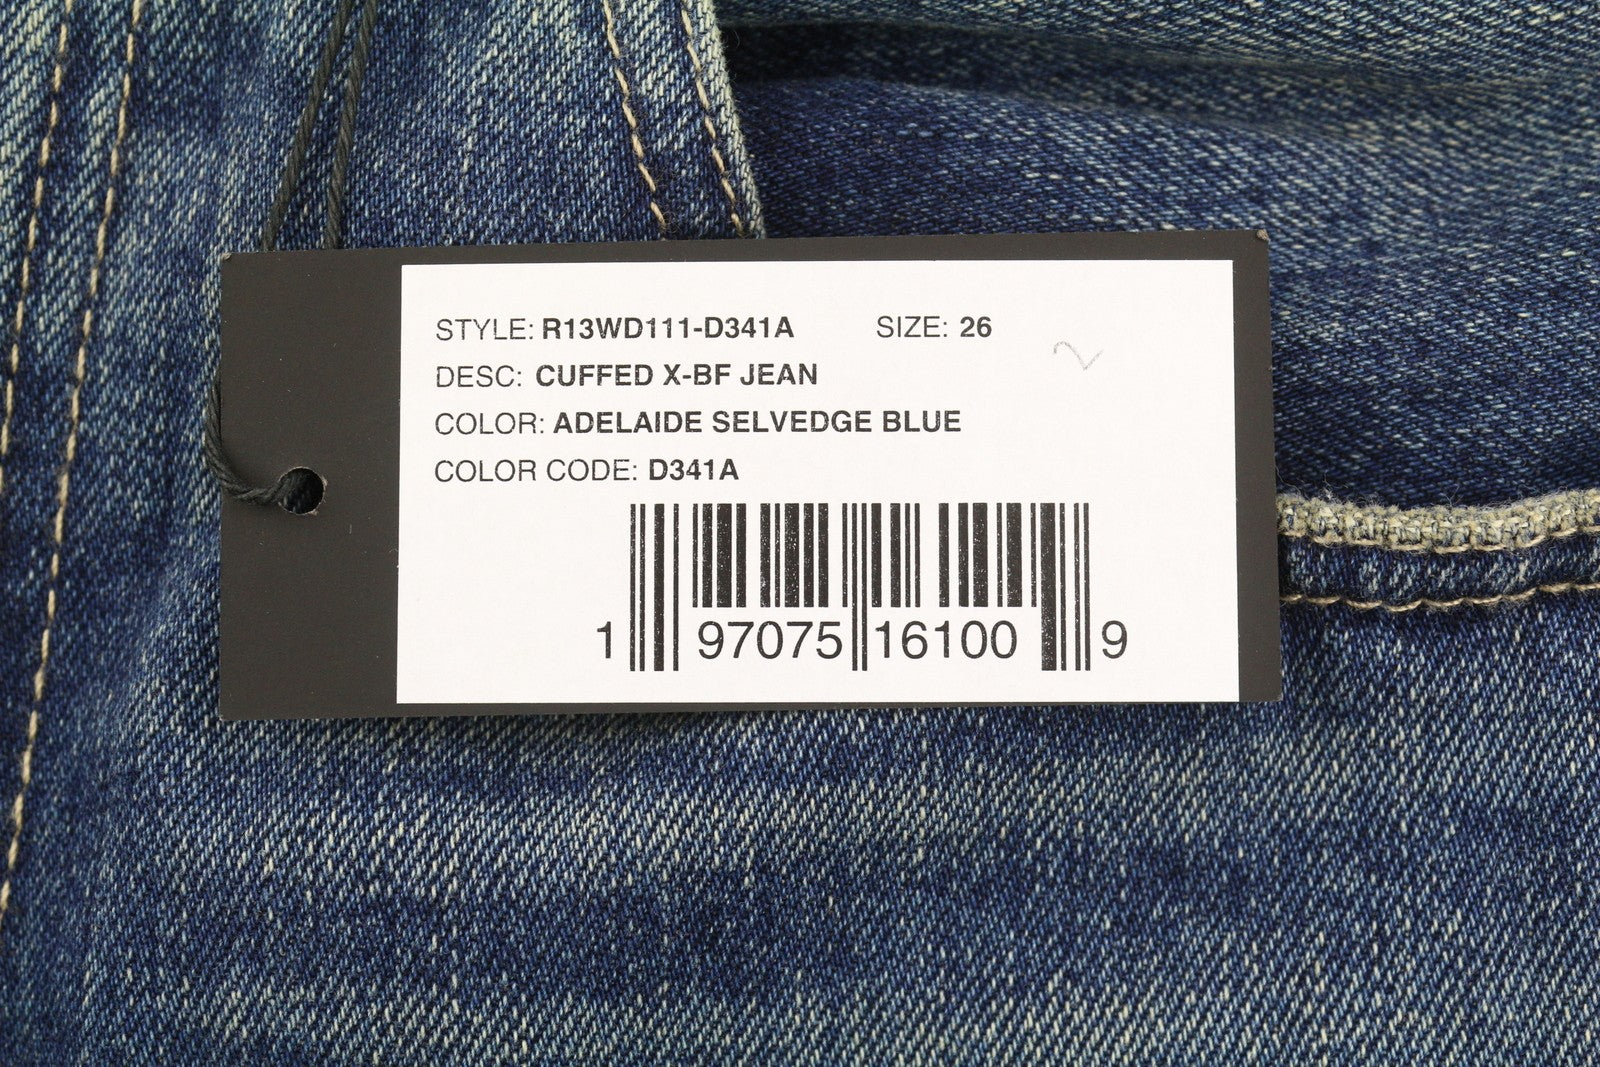 STYLE: R13WD111-D341A SIZE: 26
2
DESC: CUFFED X-BF JEAN
COLOR: ADELAIDE SELVEDGE BLUE
COLOR CODE: D341A
1 97075 16100 9